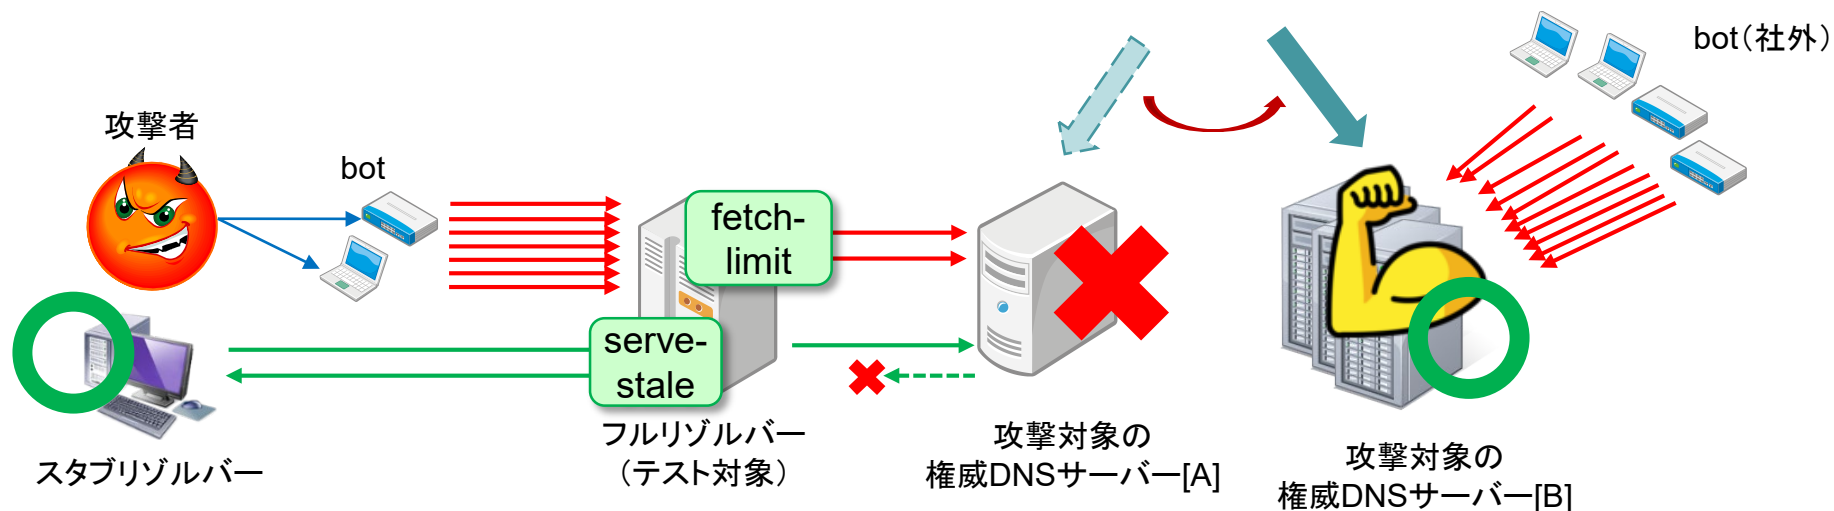 bot（社外）
攻撃者
bot
fetch-
limit
serve-
stale
スタブリゾルバー
フルリゾルバー
（テスト対象）
攻撃対象の
権威DNSサーバー[A]
攻撃対象の
権威DNSサーバー[B]